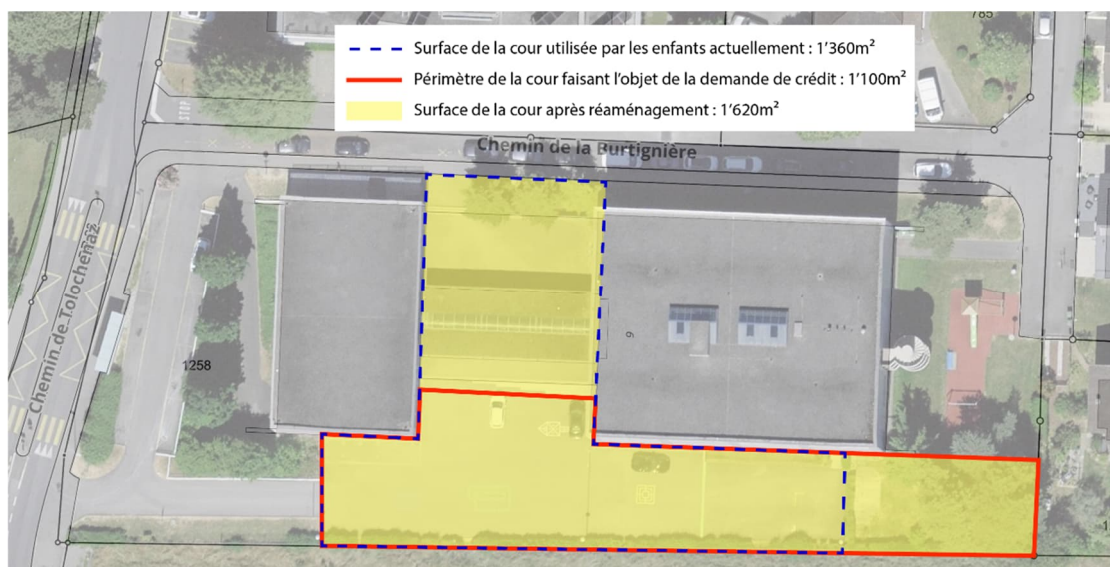 785
Surface de la cour utilisée par les enfants actuellement : 1’360m²
Périmètre de la cour faisant l’objet de la demande de crédit : 1’100m²
Surface de la cour après réaménagement : 1’620m²
STOP
Chemin de la Burtignière
Chemin de Tolochenaz
9
1258